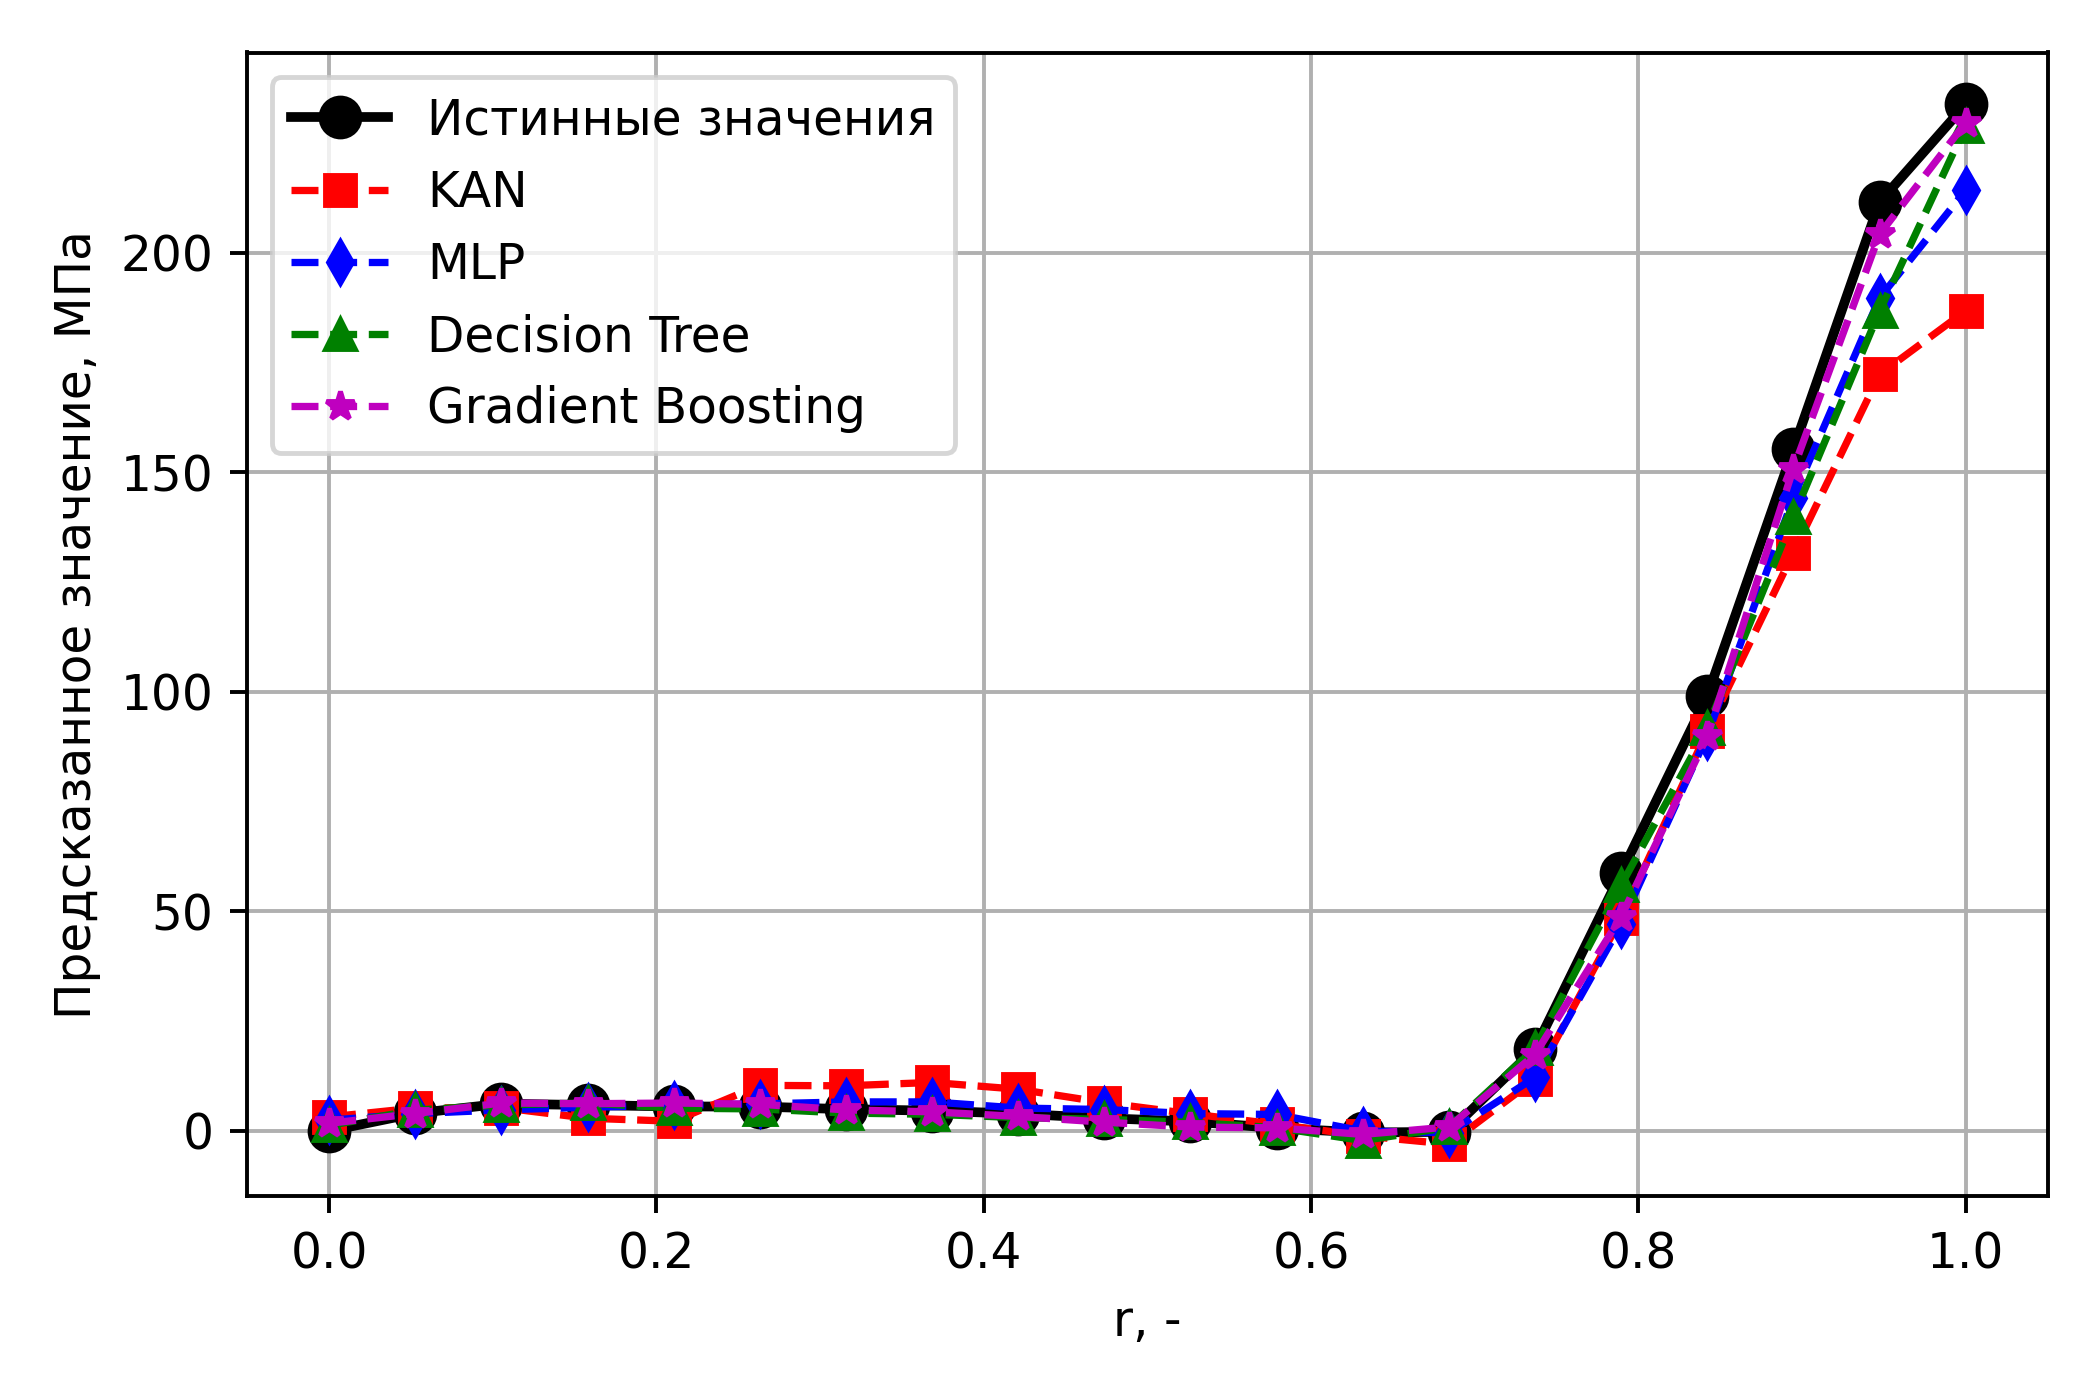 Истинные значения
KAN
MLP
Decision Tree
Gradient Boosting
Предсказанное значение, МПа
200
150
100
50
0
0.0 0.2 0.4 0.6 0.8 1.0
r, -